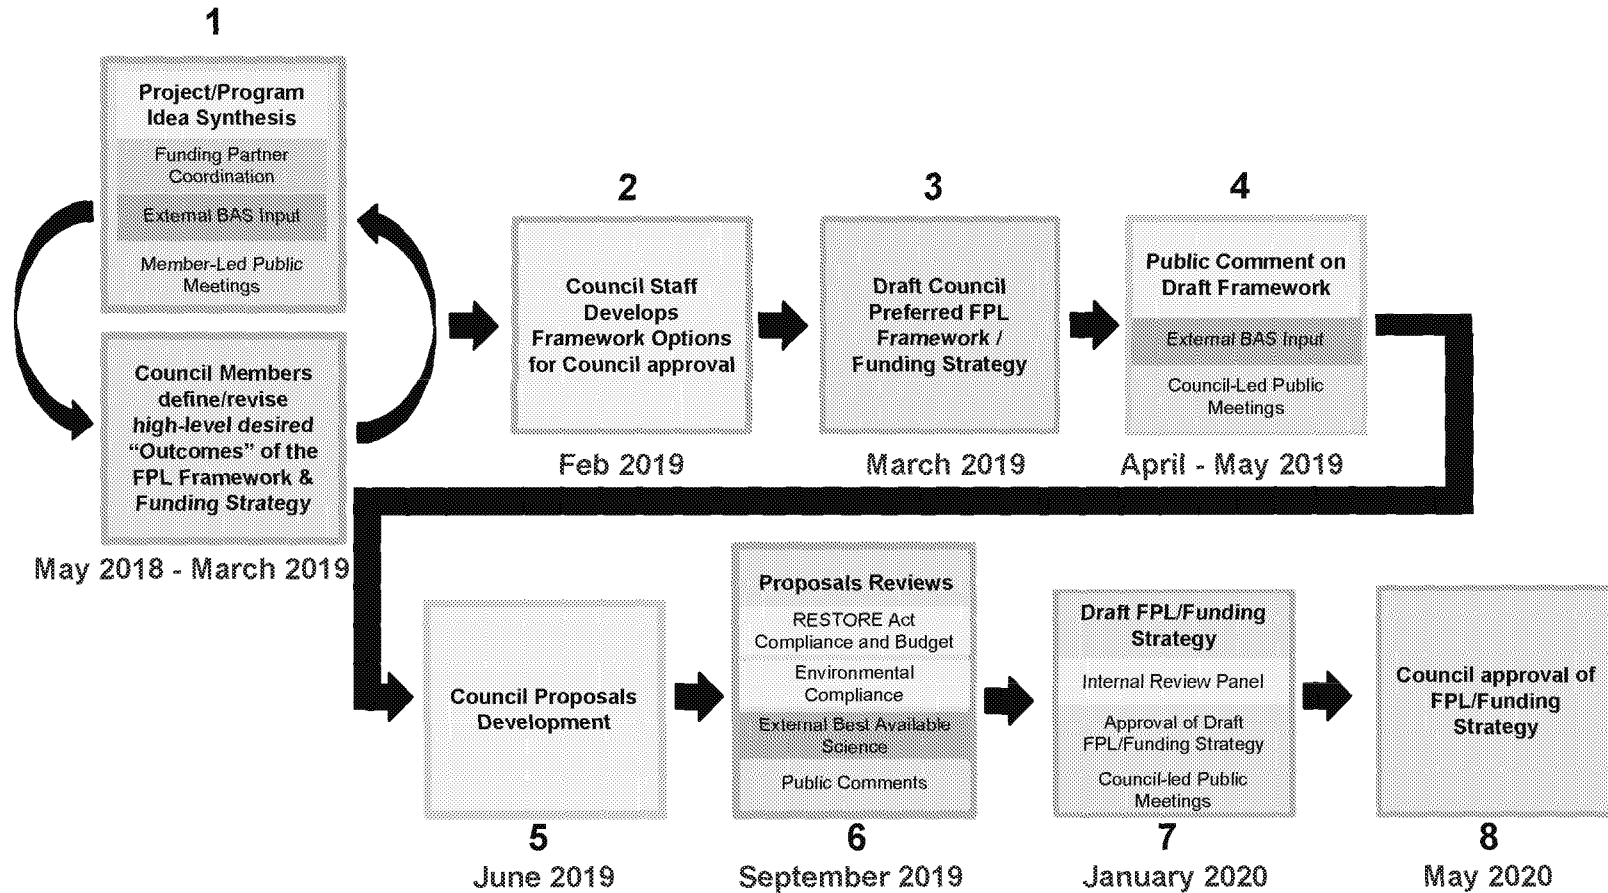 1
Project/Program
Idea Synthesis
Funding Partner
Coordination
External BAS Input
Member-Led Public
Meetings
Council Members
define/revise
high-level desired
“Outcomes” of the
FPL Framework &
Funding Strategy
May 2018 - March 2019
2
Council Staff
Develops
Framework Options
for Council approval
Feb 2019
3
Draft Council
Preferred FPL
Framework /
Funding Strategy
March 2019
4
Public Comment on
Draft Framework
External BAS Input
Council-Led Public
Meetings
April - May 2019
Council Proposals
Development
5
June 2019
Proposals Reviews
RESTORE Act
Compliance and Budget
Environmental
Compliance
External Best Available
Science
Public Comments
6
September 2019
Draft FPL/Funding
Strategy
Internal Review Panel
Approval of Draft
FPL/Funding Strategy
Council-led Public
Meetings
7
January 2020
Council approval of
FPL/Funding
Strategy
8
May 2020